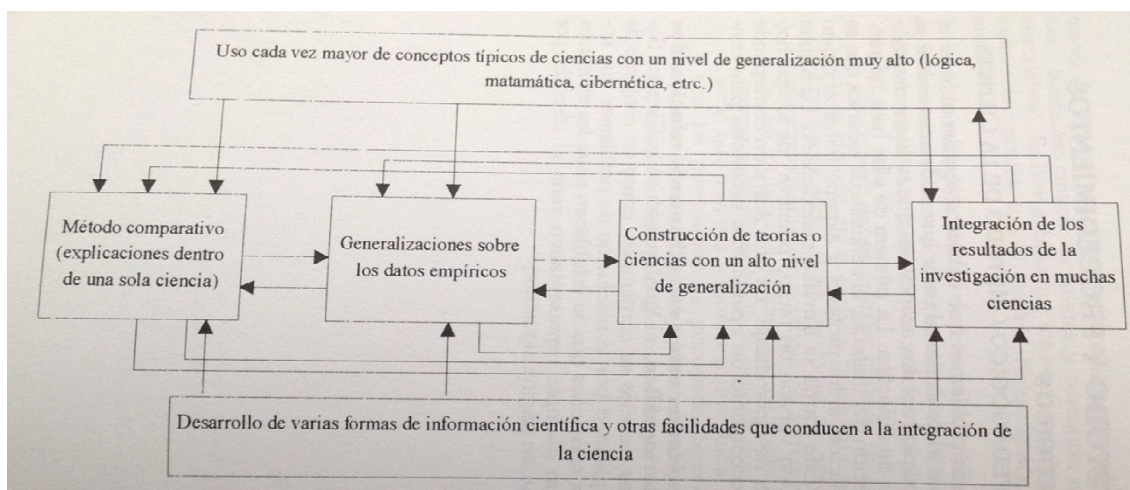 Uso cada vez mayor de conceptos típicos de ciencias con un nivel de generalización muy alto (lógica,
matamática, cibernética, etrc.)
Método comparativo
(explicaciones dentro
de una sola ciencia)
Generalizaciones sobre
los datos empíricos
Construcción de teorías o
ciencias con un alto nivel
de generalización
Integración de los
resultados de la
investigación en muchas
ciencias
Desarrollo de varias formas de información científica y otras facilidades que conducen a la integración de
la ciencia